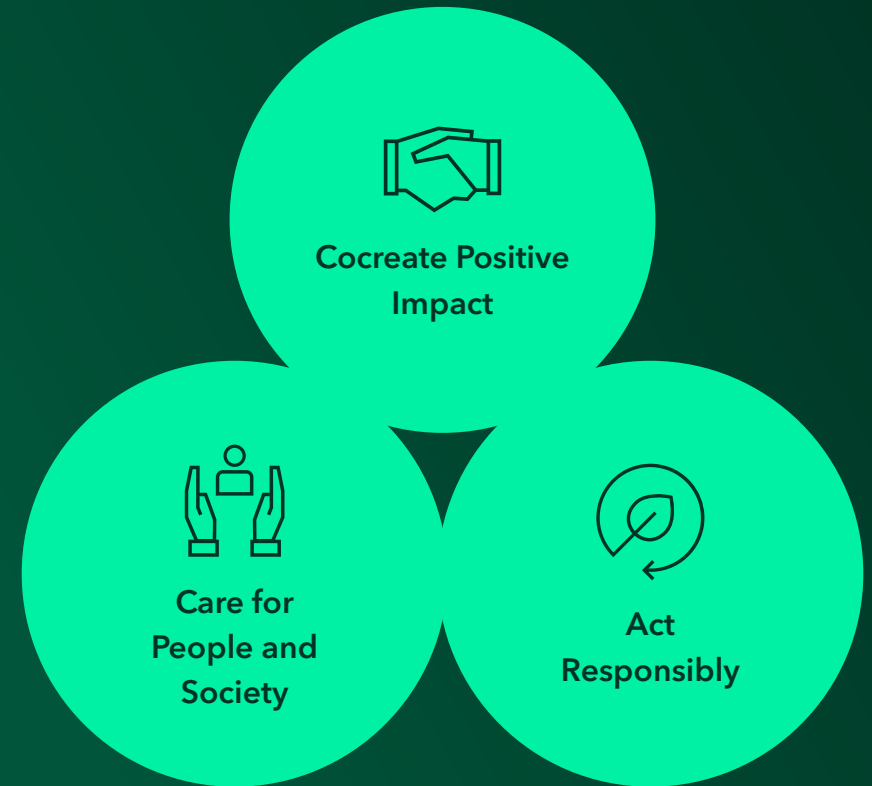 Cocreate Positive
Impact
Care for
People and
Society
Act
Responsibly